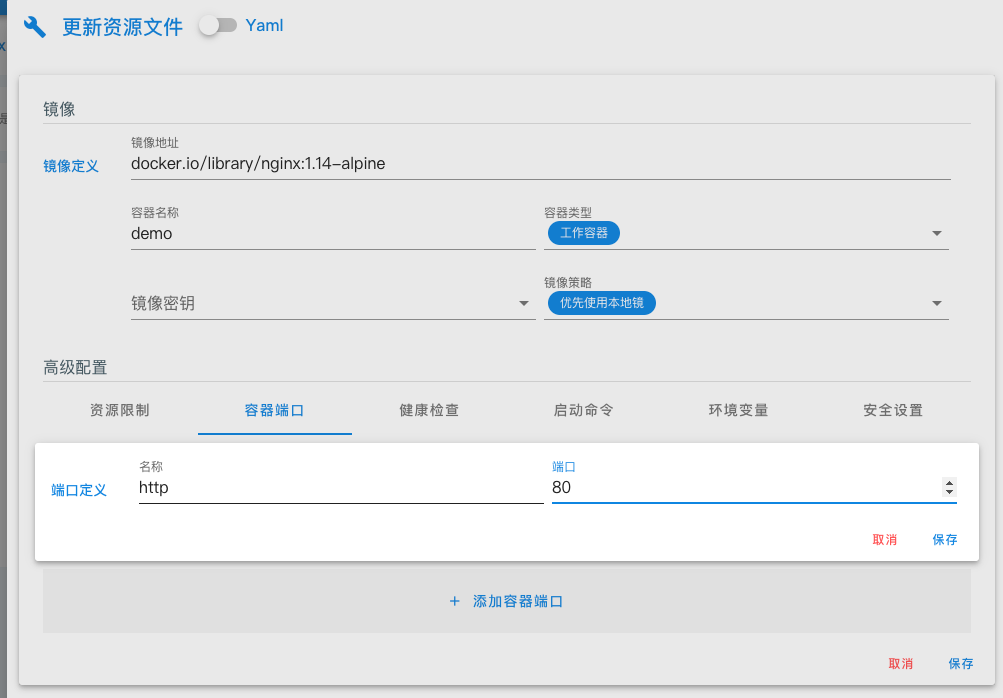 更新资源文件 Yaml
镜像
镜像定义
镜像地址
docker.io/library/nginx:1.14-alpine
容器名称
demo
容器类型
工作容器
镜像密钥
镜像策略
优先使用本地镜
高级配置
资源限制 容器端口 健康检查 启动命令 环境变量 安全设置
端口定义
名称
http
端口
80
取消 保存
+ 添加容器端口
取消 保存